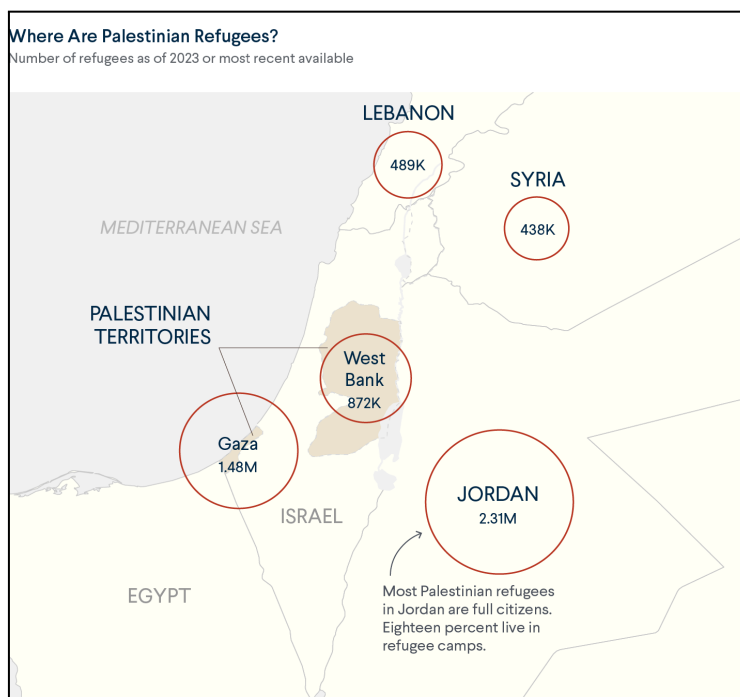 Where Are Palestinian Refugees?
Number of refugees as of 2023 or most recent available
LEBANON
489K
SYRIA
438K
MEDITERRANEAN SEA
PALESTINIAN
TERRITORIES
West
Bank
872K
Gaza
1.48M
JORDAN
2.31M
ISRAEL
Most Palestinian refugees
in Jordan are full citizens.
Eighteen percent live in
refugee camps.
EGYPT